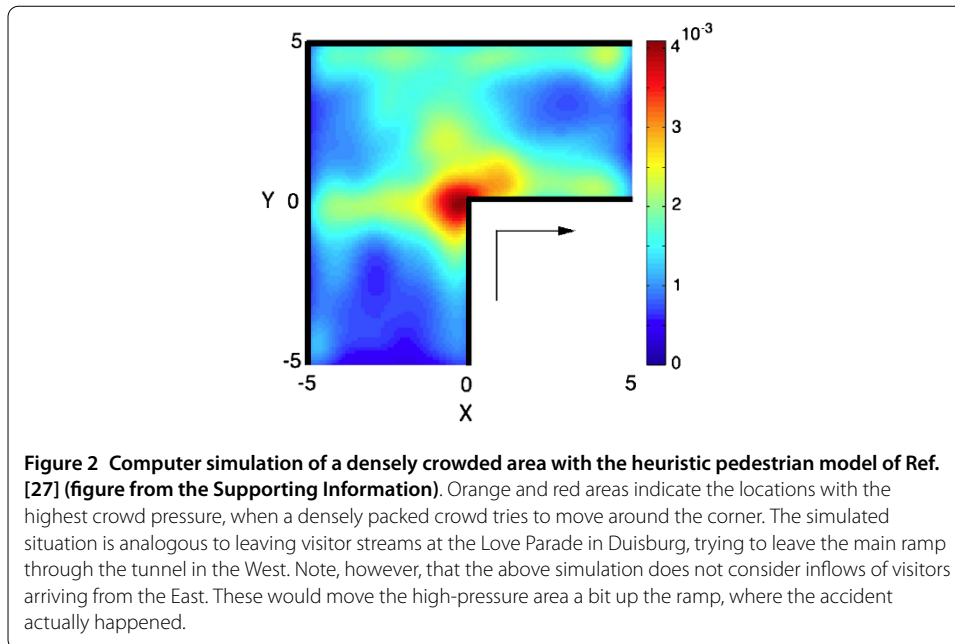 10-3
5
4
3
Y 0
2
1
-5
0
-5 0 5
X
Figure 2 Computer simulation of a densely crowded area with the heuristic pedestrian model of Ref.
[27] (figure from the Supporting Information). Orange and red areas indicate the locations with the
highest crowd pressure, when a densely packed crowd tries to move around the corner. The simulated
situation is analogous to leaving visitor streams at the Love Parade in Duisburg, trying to leave the main ramp
through the tunnel in the West. Note, however, that the above simulation does not consider inflows of visitors
arriving from the East. These would move the high-pressure area a bit up the ramp, where the accident
actually happened.